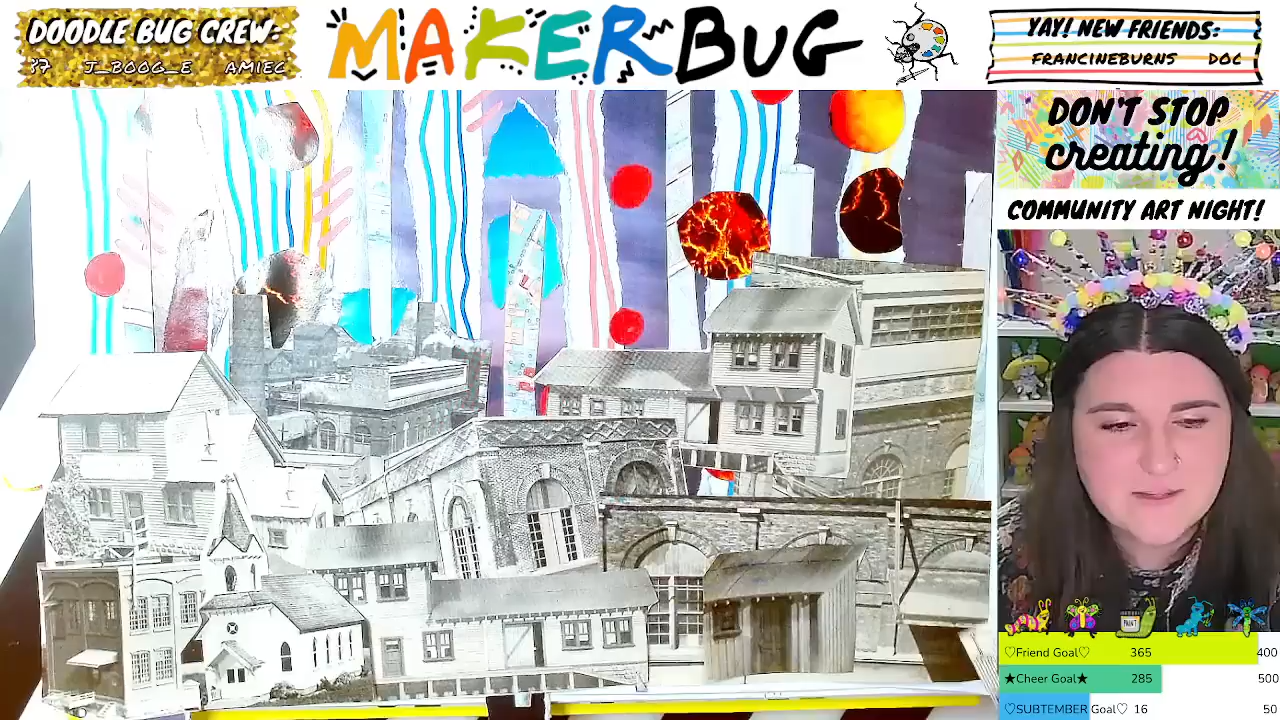 DOODLE BUG CREW:
37 J_BOOG_E AMIEC
MAKERBUG
YAY! NEW FRIENDS:
FRANCINEBURNS DOC
DON'T STOP
creating!
COMMUNITY ART NIGHT!
PAINT
♡Friend Goal♡ 365 400
★Cheer Goal★ 285 500
♡SUBTEMBER Goal♡ 16 50